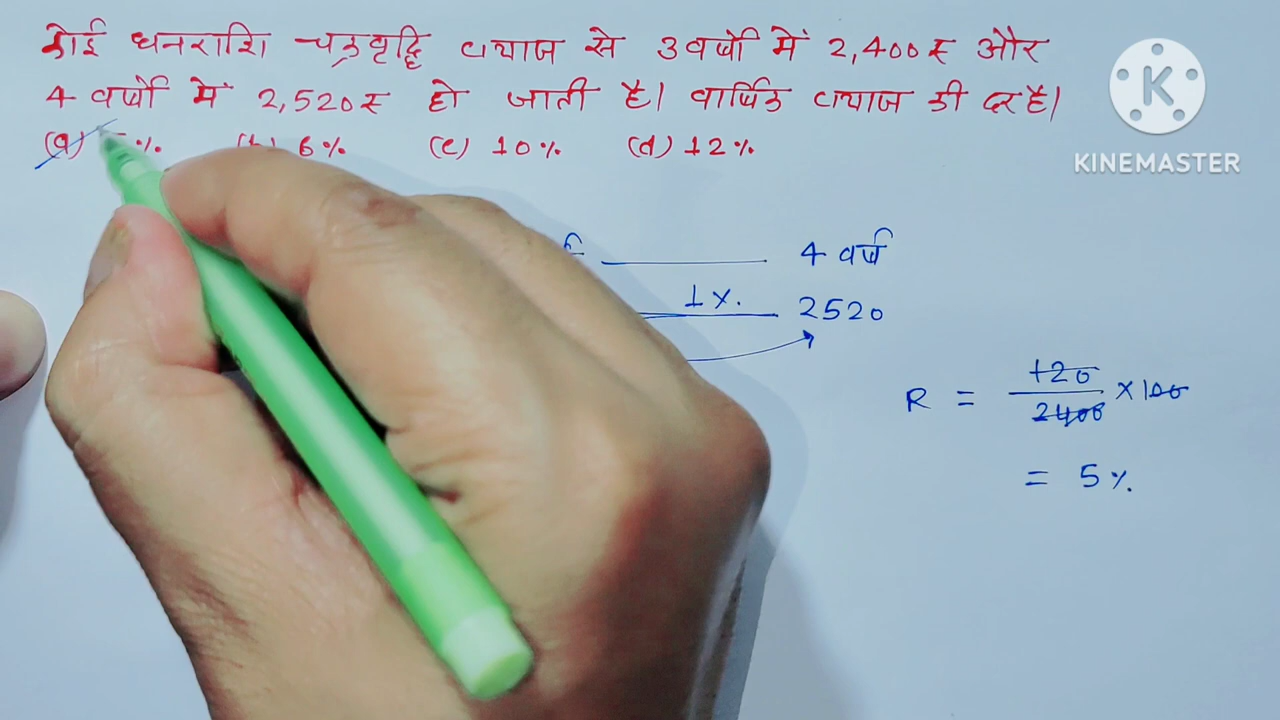 कोई धनराशि चक्रवृद्धि ब्याज से 3 वर्षों में 2,400₹ और
4 वर्षों में 2,520₹ हो जाती है। वार्षिक ब्याज की दर है।
(a) % (b) 6% (c) 10% (d) 12%
K
KINEMASTER
4 वर्ष
1 Y. 2520
R = 120/2400 × 100
= 5%